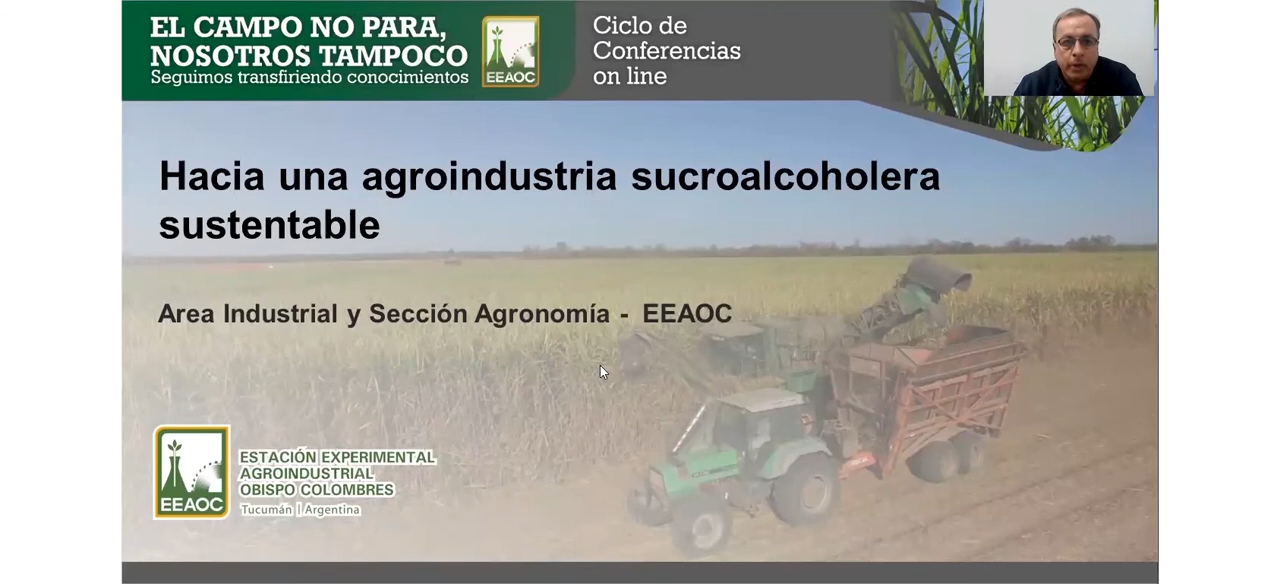 EL CAMPO NO PARA,
NOSOTROS TAMPOCO
Seguimos transfiriendo conocimientos
EEAOC
Ciclo de
Conferencias
on line
Hacia una agroindustria sucroalcoholera
sustentable
Area Industrial y Sección Agronomía - EEAOC
EEAOC
ESTACIÓN EXPERIMENTAL
AGROINDUSTRIAL
OBISPO COLOMBRES
Tucumán | Argentina